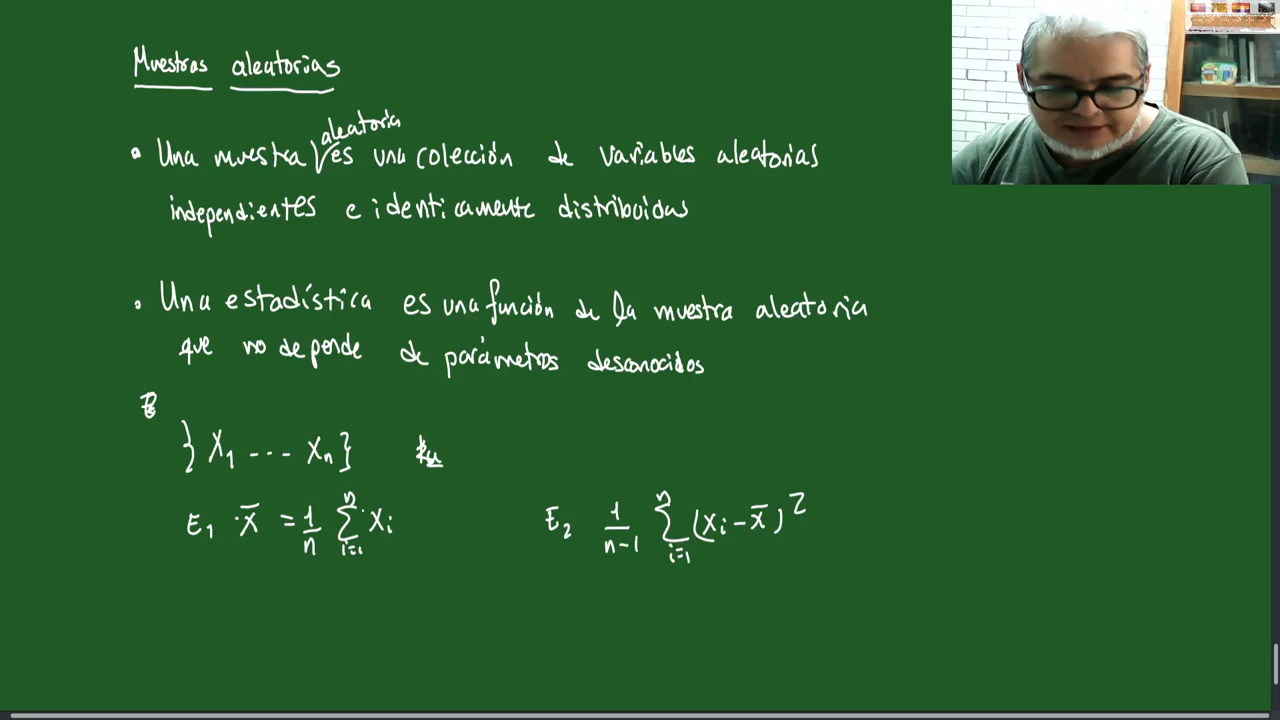 Muestras aleatorias
• Una muestra aleatoria es una colección de variables aleatorias
independientes e identicamente distribuidas
• Una estadística es una función de la muestra aleatoria
que no depende de parámetros desconocidos
{ X₁ --- Xₙ }
E₁ · X̄ = 1/n ∑ᵢ₌₁ⁿ Xᵢ
E₂ 1/(n-1) ∑ᵢ₌₁ⁿ (Xᵢ - X̄)²